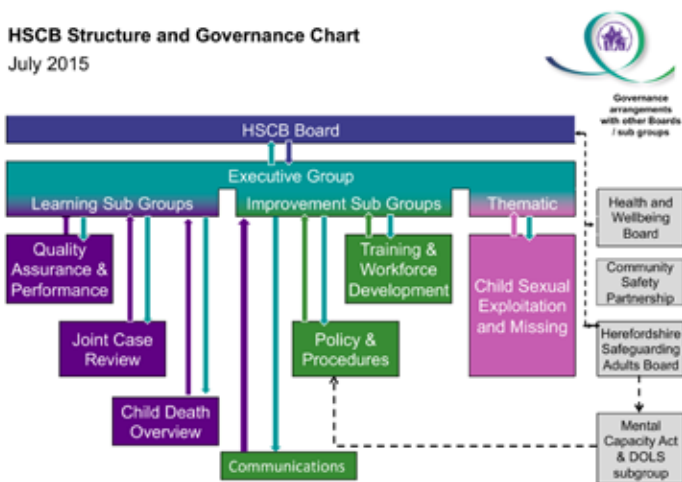 HSCB Structure and Governance Chart
July 2015
Governance
arrangements
with other Boards
/ sub groups
HSCB Board
Executive Group
Learning Sub Groups
Improvement Sub Groups
Thematic
Quality
Assurance &
Performance
Training &
Workforce
Development
Child Sexual
Exploitation
and Missing
Joint Case
Review
Policy &
Procedures
Child Death
Overview
Communications
Health and
Wellbeing
Board
Community
Safety
Partnership
Herefordshire
Safeguarding
Adults Board
Mental
Capacity Act
& DOLS
subgroup